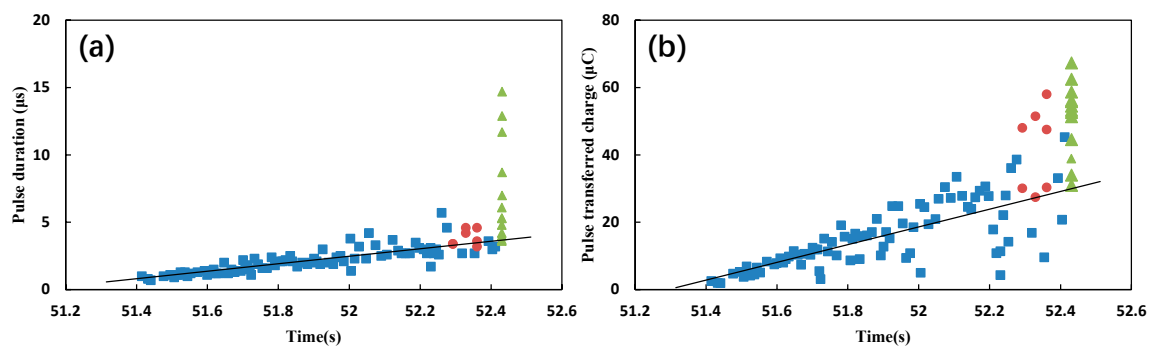 (a)
Pulse duration (μs)
20
15
10
5
0
51.2 51.4 51.6 51.8 52 52.2 52.4 52.6
Time(s)
(b)
Pulse transferred charge (μC)
80
60
40
20
0
51.2 51.4 51.6 51.8 52 52.2 52.4 52.6
Time(s)